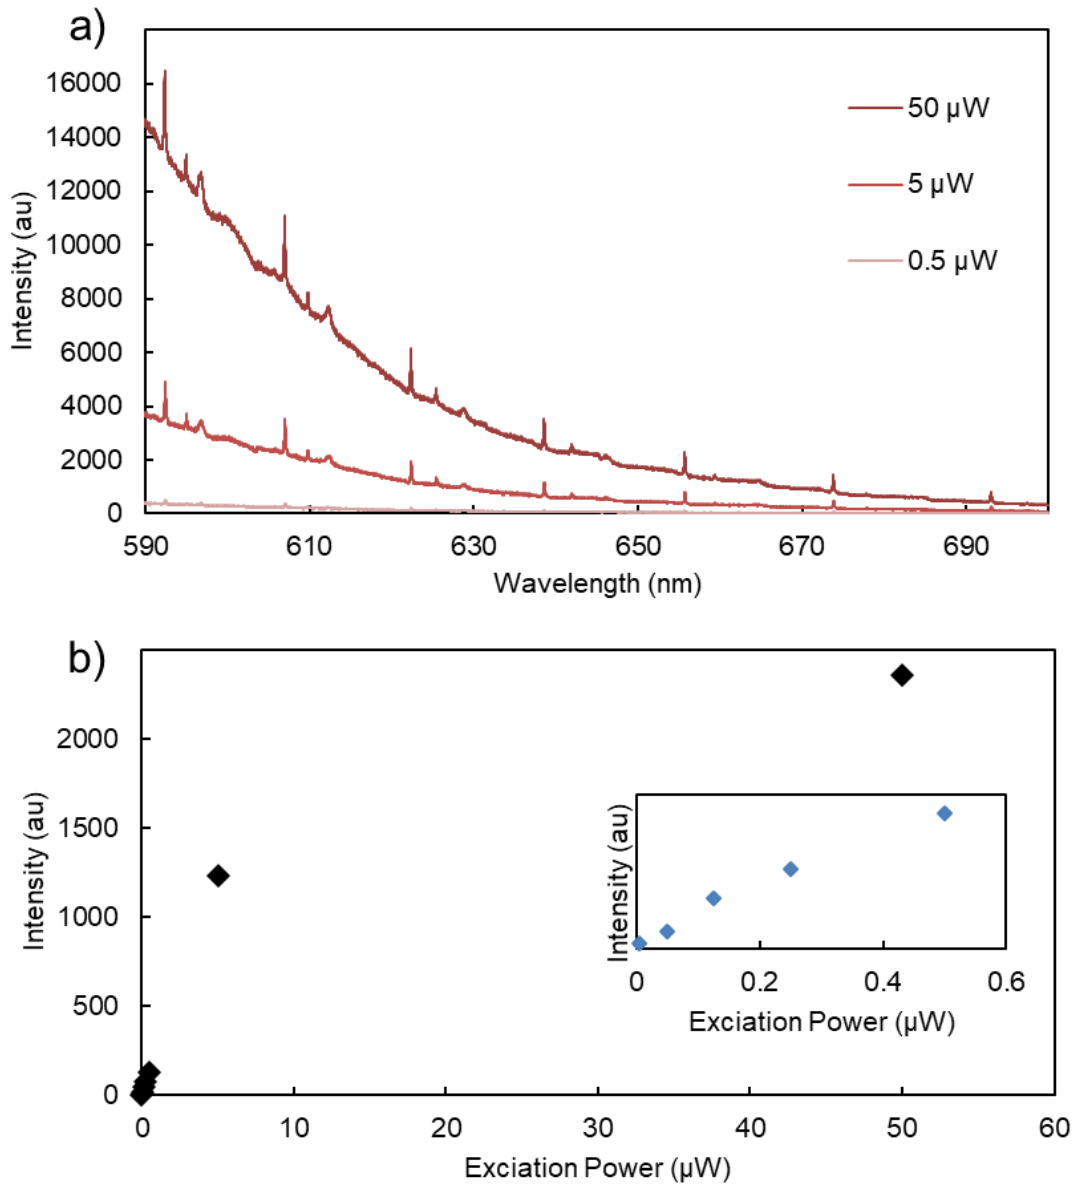 a)
16000
14000
12000
10000
8000
6000
4000
2000
0
Intensity (au)
50 µW
5 µW
0.5 µW
590 610 630 650 670 690
Wavelength (nm)
b)
2000
1500
1000
500
0
Intensity (au)
Intensity (au)
0 0.2 0.4 0.6
Exciation Power (µW)
0 10 20 30 40 50 60
Exciation Power (µW)